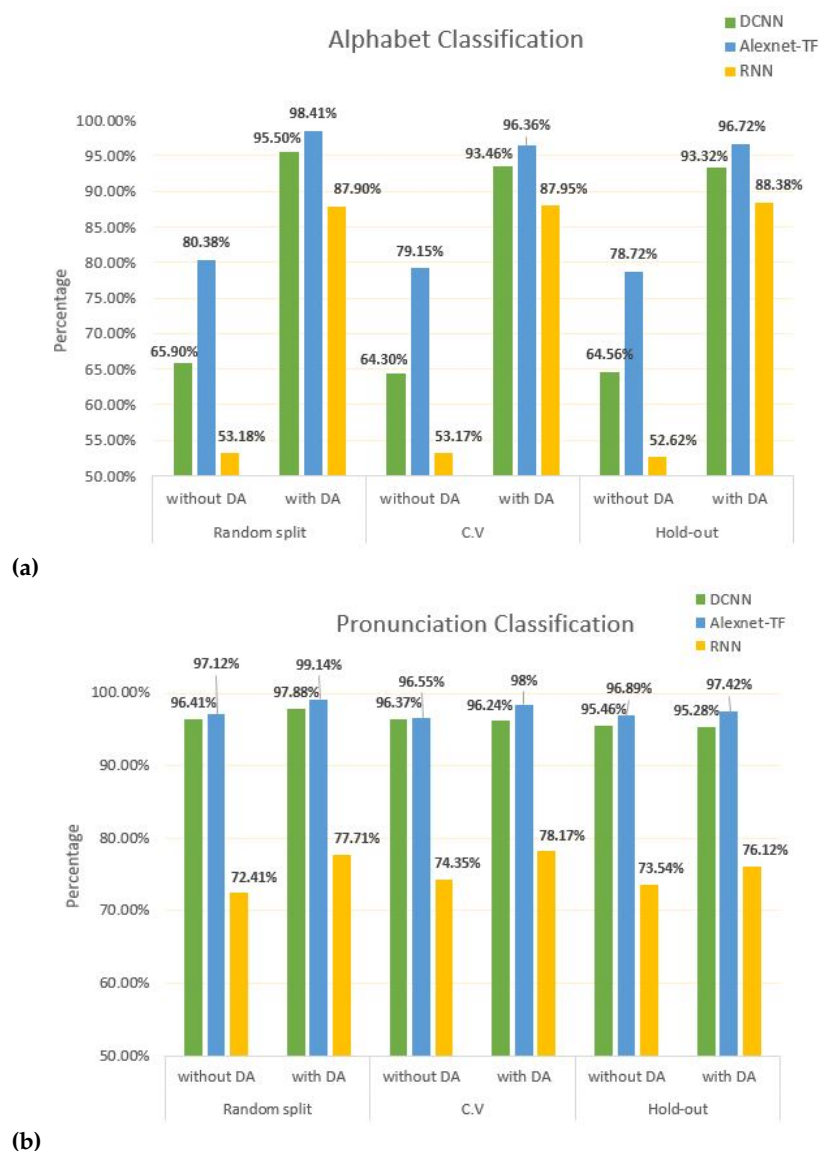 Alphabet Classification
DCNN
Alexnet-TF
RNN
Percentage
100.00%
95.00%
90.00%
85.00%
80.00%
75.00%
70.00%
65.00%
60.00%
55.00%
50.00%
65.90% 80.38% 53.18% 95.50% 98.41% 87.90% 64.30% 79.15% 53.17% 93.46% 96.36% 87.95% 64.56% 78.72% 52.62% 93.32% 96.72% 88.38%
without DA with DA without DA with DA without DA with DA
Random split C.V Hold-out
(a)
Pronunciation Classification
DCNN
Alexnet-TF
RNN
Percentage
100.00%
90.00%
80.00%
70.00%
60.00%
50.00%
96.41% 97.12% 72.41% 97.88% 99.14% 77.71% 96.37% 96.55% 74.35% 96.24% 98% 78.17% 95.46% 96.89% 73.54% 95.28% 97.42% 76.12%
without DA with DA without DA with DA without DA with DA
Random split C.V Hold-out
(b)